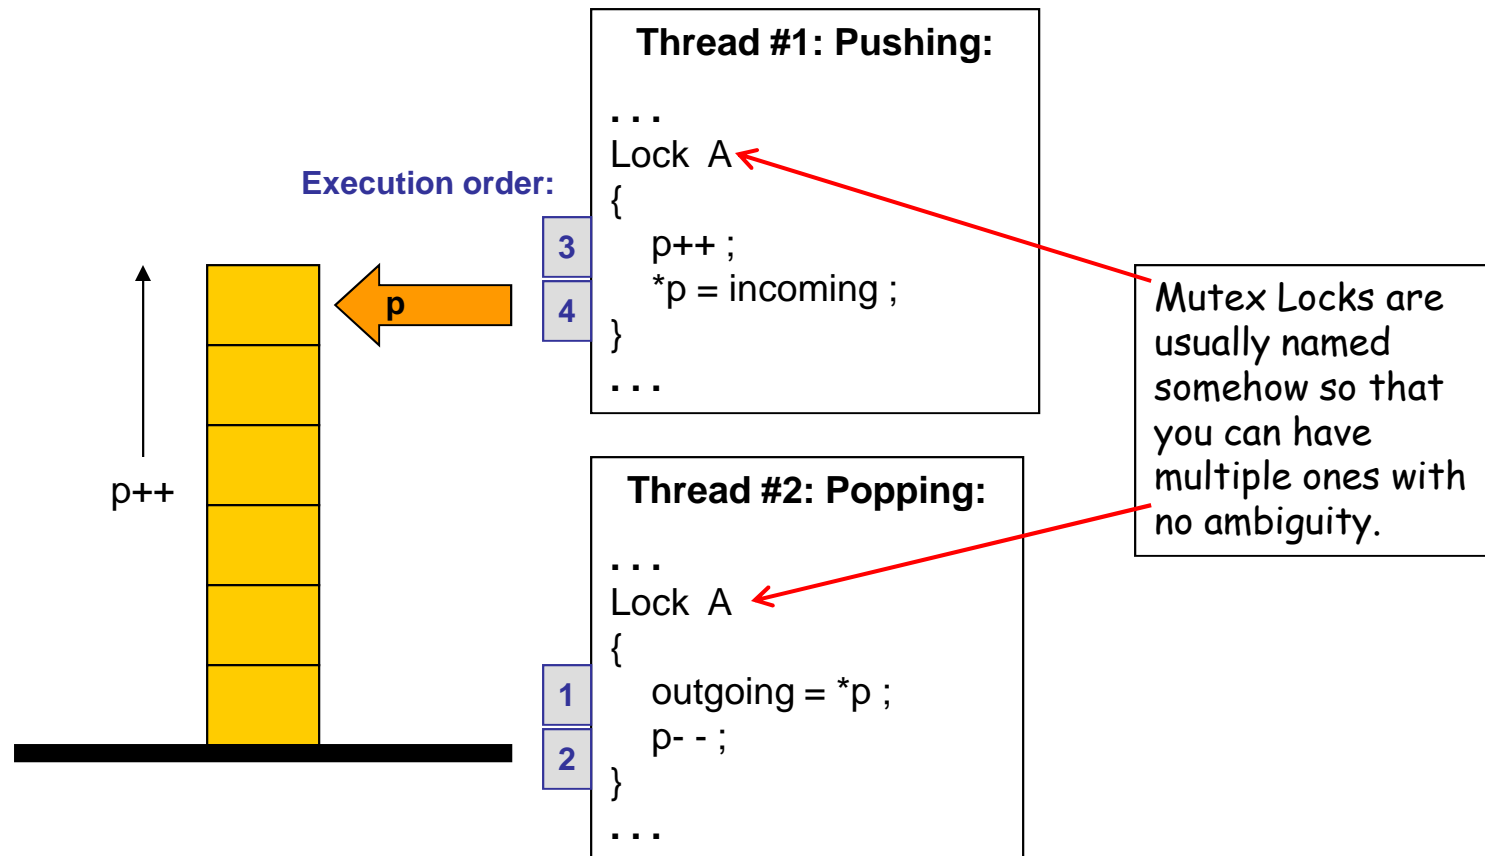 Thread #1: Pushing:
. . .
Lock A
Execution order:
{
3
p++ ;
4
*p = incoming ;
}
. . .
p
p++
Mutex Locks are
usually named
somehow so that
you can have
multiple ones with
no ambiguity.
Thread #2: Popping:
. . .
Lock A
{
1
outgoing = *p ;
2
p- - ;
}
. . .